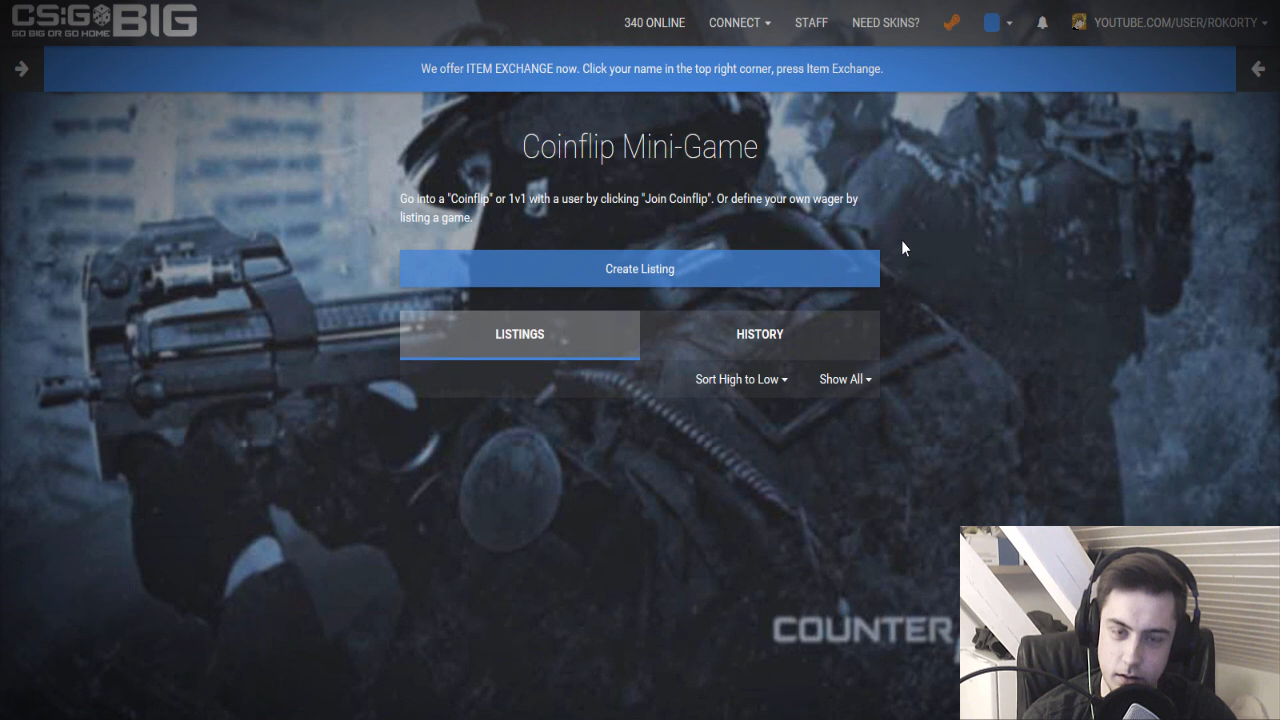 CS:GO BIG
GO BIG OR GO HOME
340 ONLINE CONNECT STAFF NEED SKINS? YOUTUBE.COM/USER/ROKORTY
We offer ITEM EXCHANGE now. Click your name in the top right corner, press Item Exchange.
Coinflip Mini-Game
Go into a "Coinflip" or 1v1 with a user by clicking "Join Coinflip". Or define your own wager by
listing a game.
Create Listing
LISTINGS HISTORY
Sort High to Low Show All
COUNTER